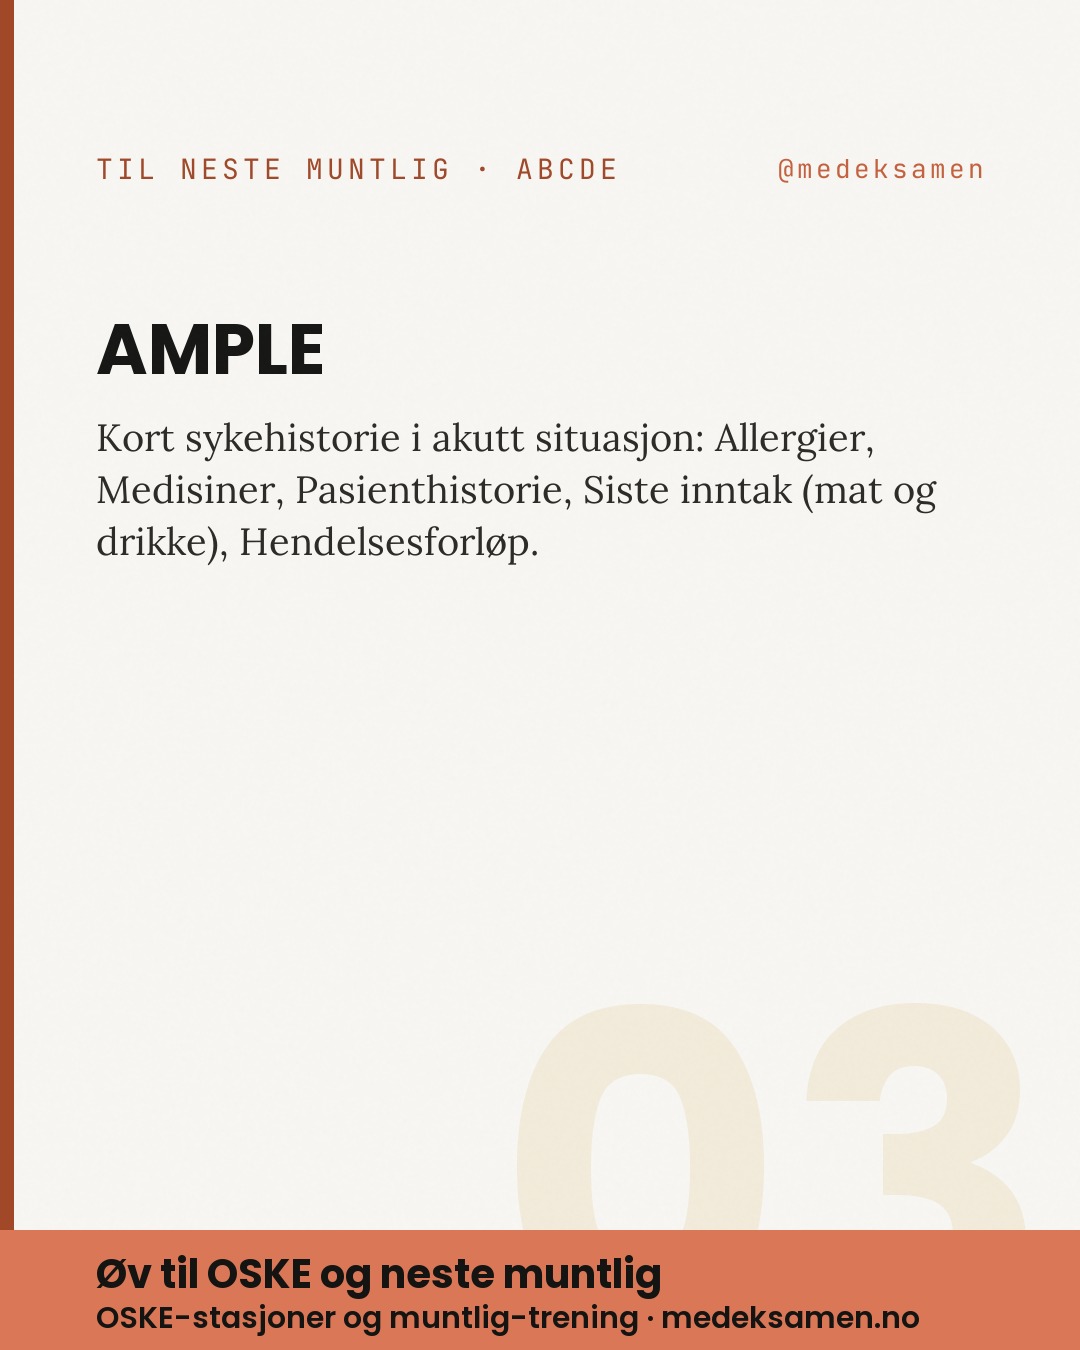 TIL NESTE MUNTLIG · ABCDE
@medeksamen
AMPLE
Kort sykehistorie i akutt situasjon: Allergier,
Medisiner, Pasienthistorie, Siste inntak (mat og
drikke), Hendelsesforløp.
03
Øv til OSKE og neste muntlig
OSKE-stasjoner og muntlig-trening · medeksamen.no